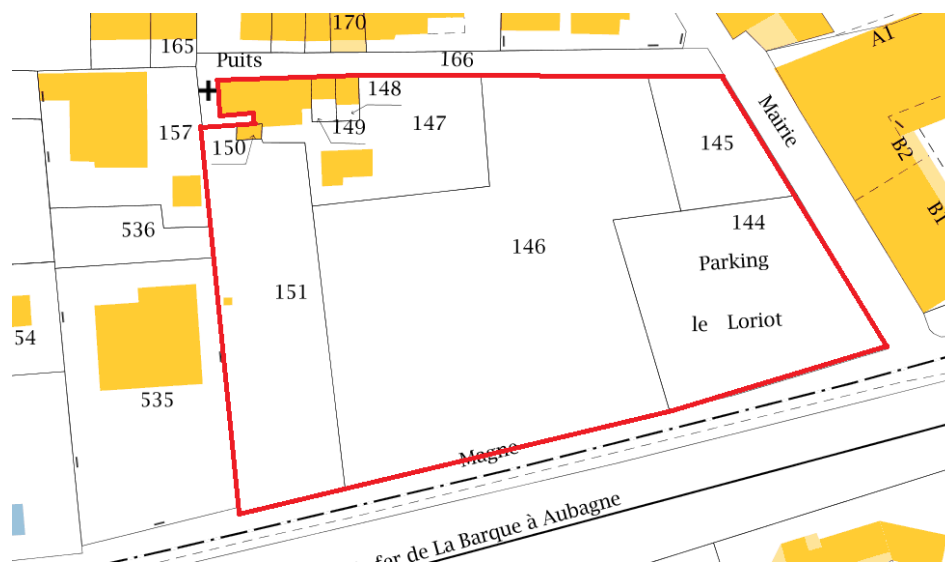 170
A1
165
Puits
166
148
Mairie
147
149
157
145
150
B2
B1
144
536
146
Parking
151
le Loriot
54
535
Magne
fer de La Barque à Aubagne